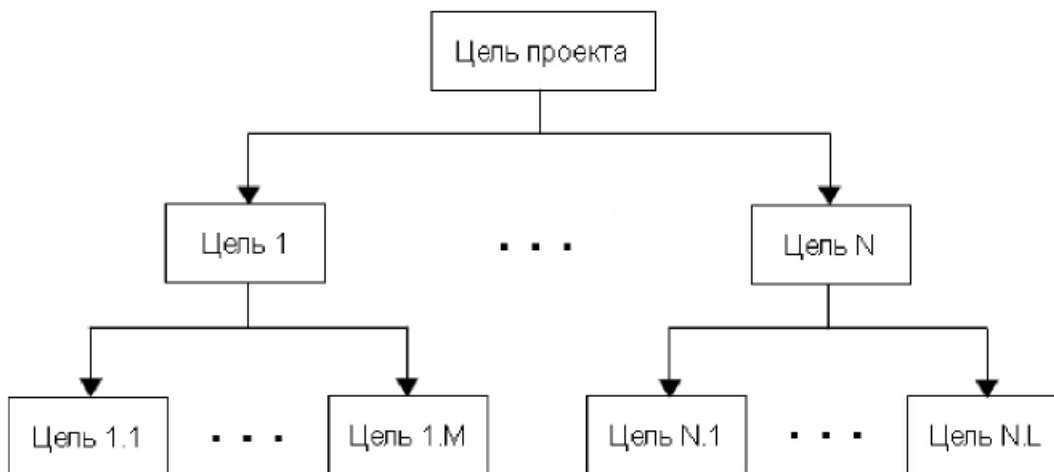 Цель проекта
Цель 1
. . .
Цель N
Цель 1.1
. . .
Цель 1.M
Цель N.1
. . .
Цель N.L